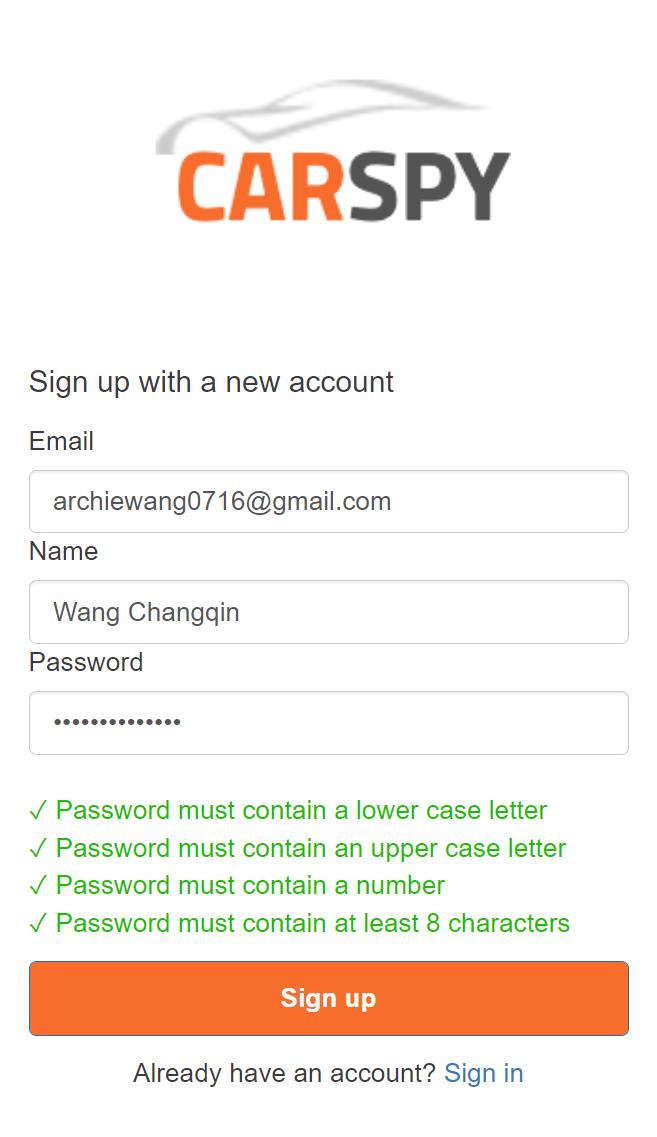 CARSPY
Sign up with a new account
Email
archiewang0716@gmail.com
Name
Wang Changqin
Password
••••••••••••••
✓ Password must contain a lower case letter
✓ Password must contain an upper case letter
✓ Password must contain a number
✓ Password must contain at least 8 characters
Sign up
Already have an account? Sign in